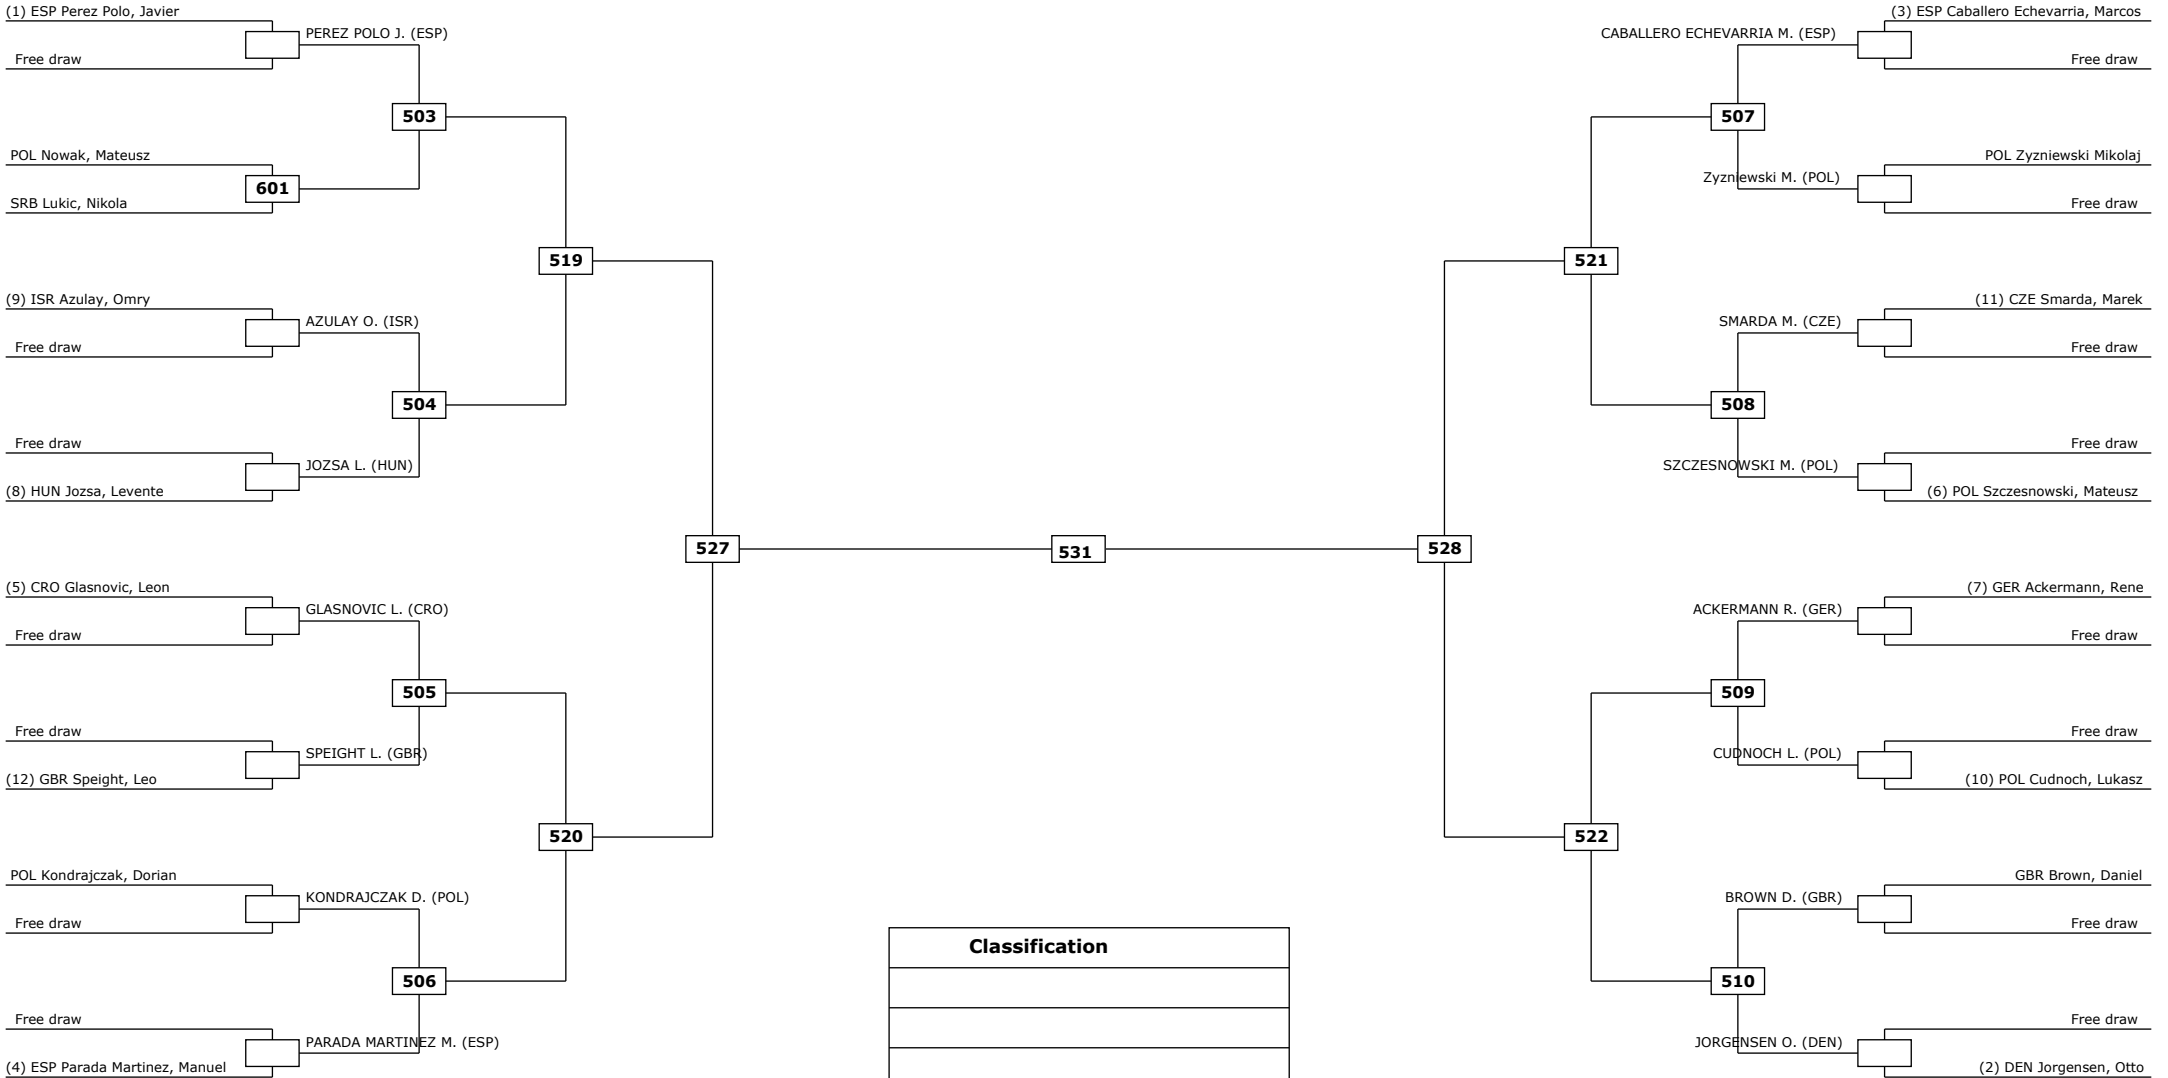 (1) ESP Perez Polo, Javier
PEREZ POLO J. (ESP)
Free draw
503
POL Nowak, Mateusz
601
SRB Lukic, Nikola
519
(9) ISR Azulay, Omry
AZULAY O. (ISR)
Free draw
504
Free draw
JOZSA L. (HUN)
(8) HUN Jozsa, Levente
527
(5) CRO Glasnovic, Leon
GLASNOVIC L. (CRO)
Free draw
505
Free draw
SPEIGHT L. (GBR)
(12) GBR Speight, Leo
520
POL Kondrajczak, Dorian
KONDRAJCZAK D. (POL)
Free draw
506
Free draw
PARADA MARTINEZ M. (ESP)
(4) ESP Parada Martinez, Manuel
531
Classification
(3) ESP Caballero Echevarria, Marcos
CABALLERO ECHEVARRIA M. (ESP)
Free draw
507
POL Zyzniewski Mikolaj
Zyzniewski M. (POL)
Free draw
521
(11) CZE Smarda, Marek
SMARDA M. (CZE)
Free draw
508
Free draw
SZCZESNOWSKI M. (POL)
(6) POL Szczesnowski, Mateusz
528
(7) GER Ackermann, Rene
ACKERMANN R. (GER)
Free draw
509
Free draw
CUDNOCH L. (POL)
(10) POL Cudnoch, Lukasz
522
GBR Brown, Daniel
BROWN D. (GBR)
Free draw
510
Free draw
JORGENSEN O. (DEN)
(2) DEN Jorgensen, Otto